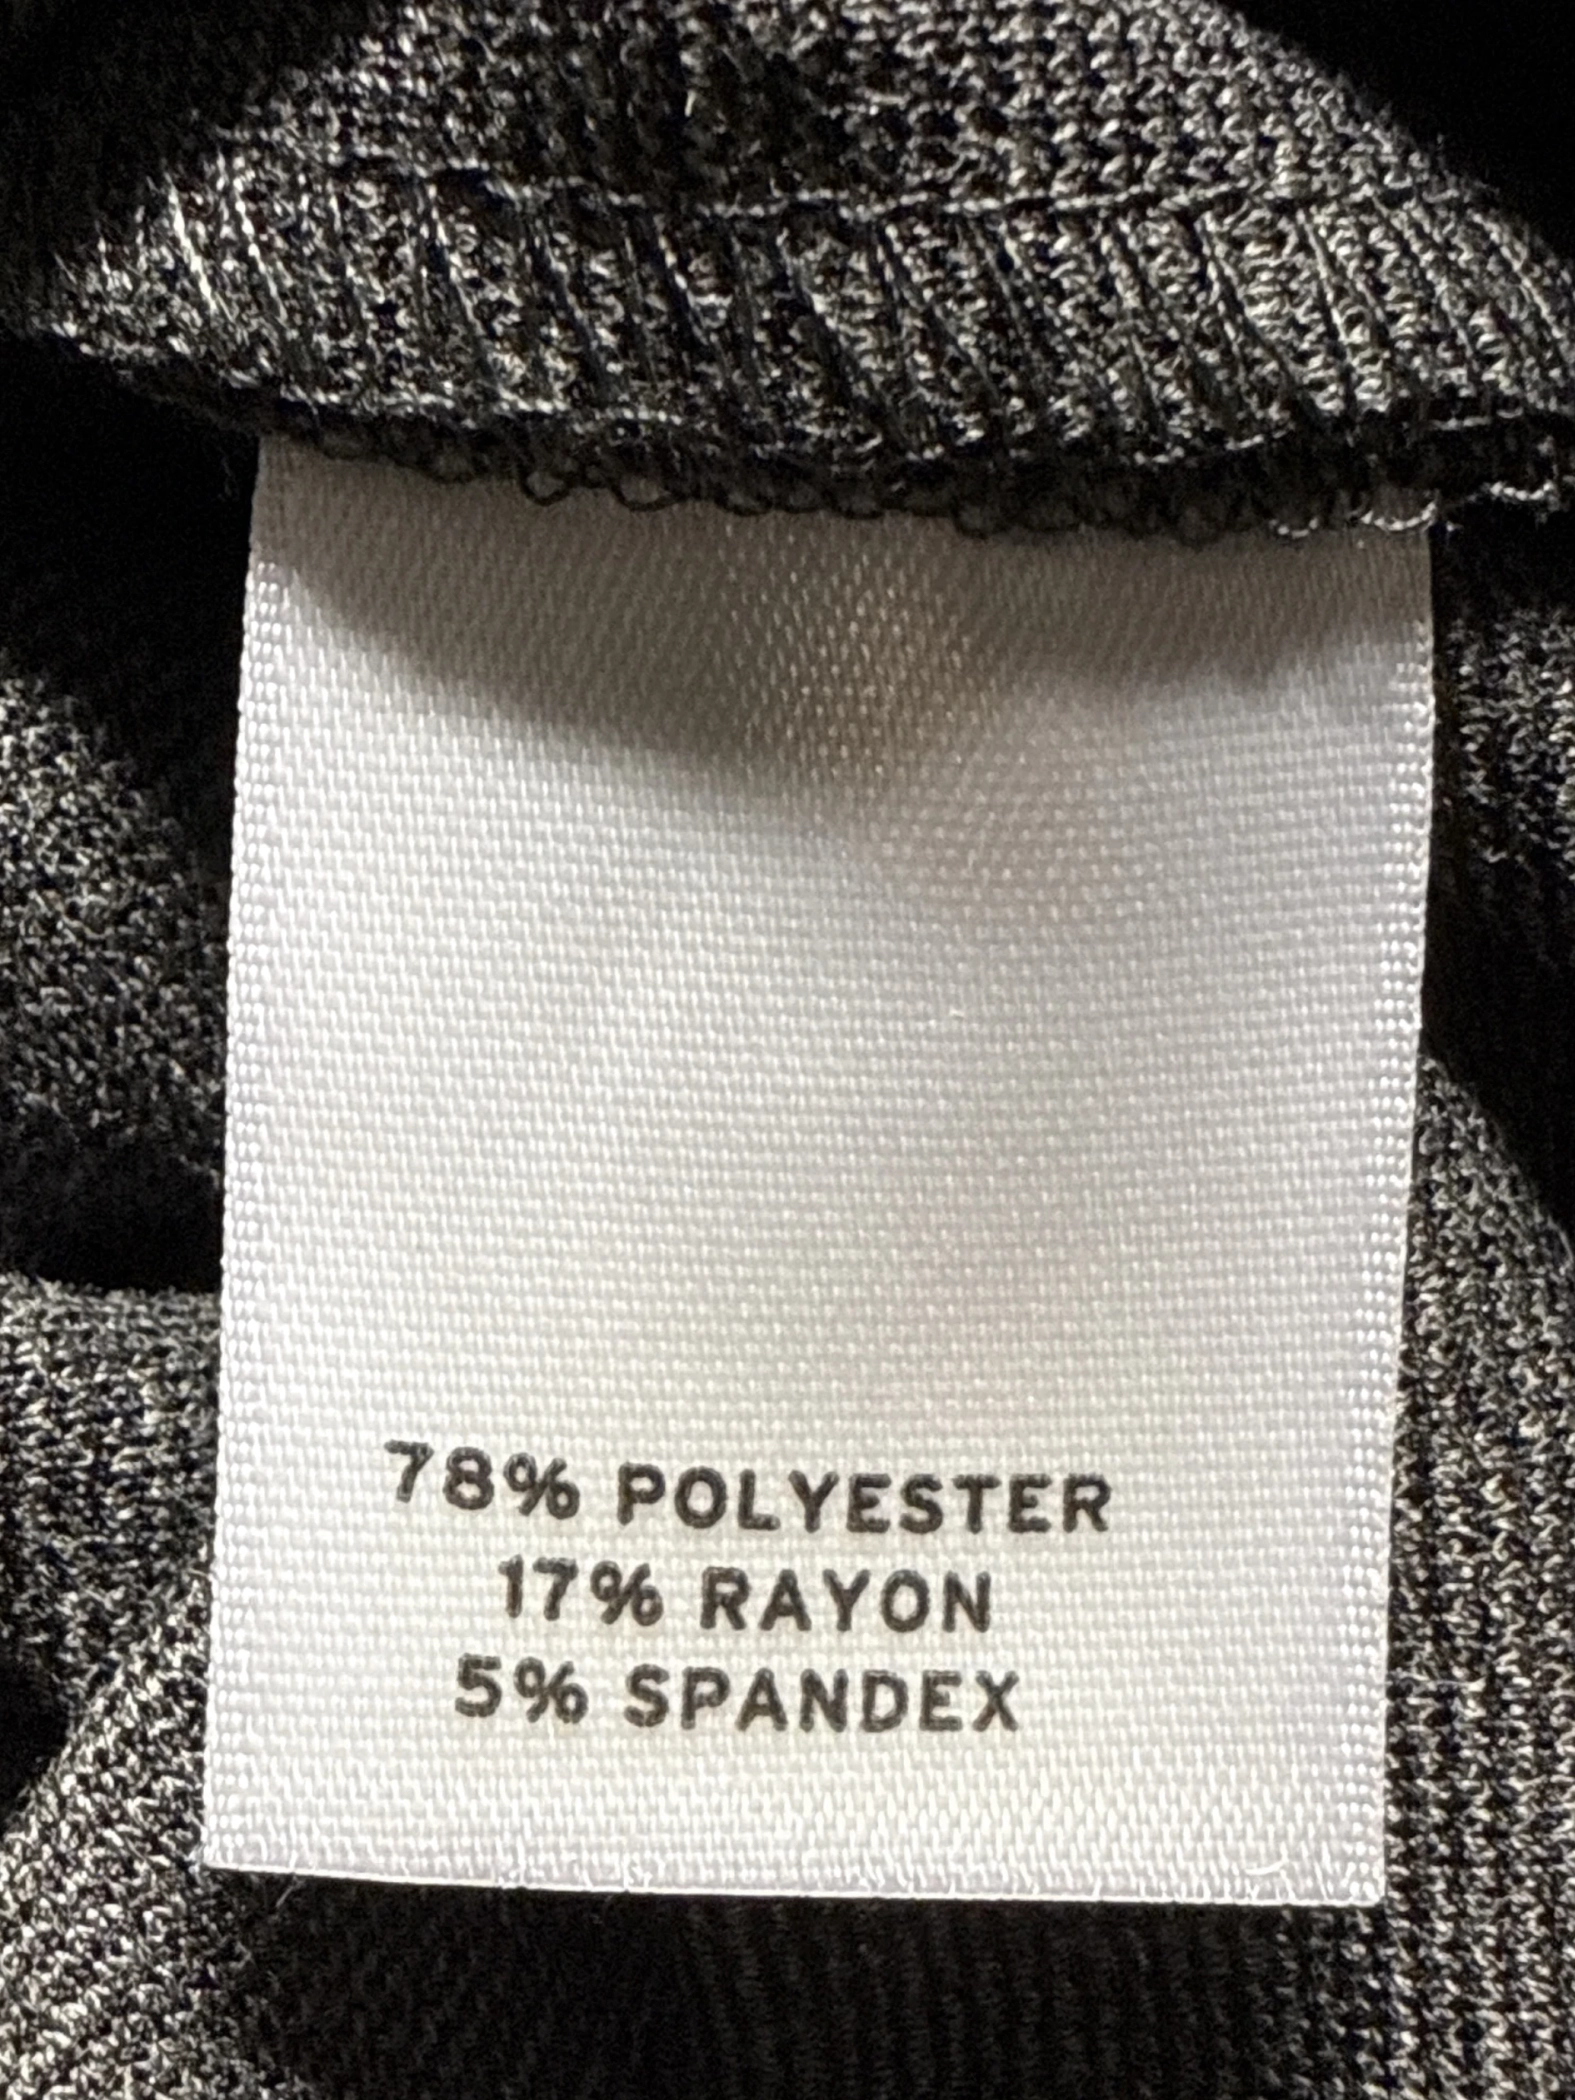 78% POLYESTER
17% RAYON
5% SPANDEX